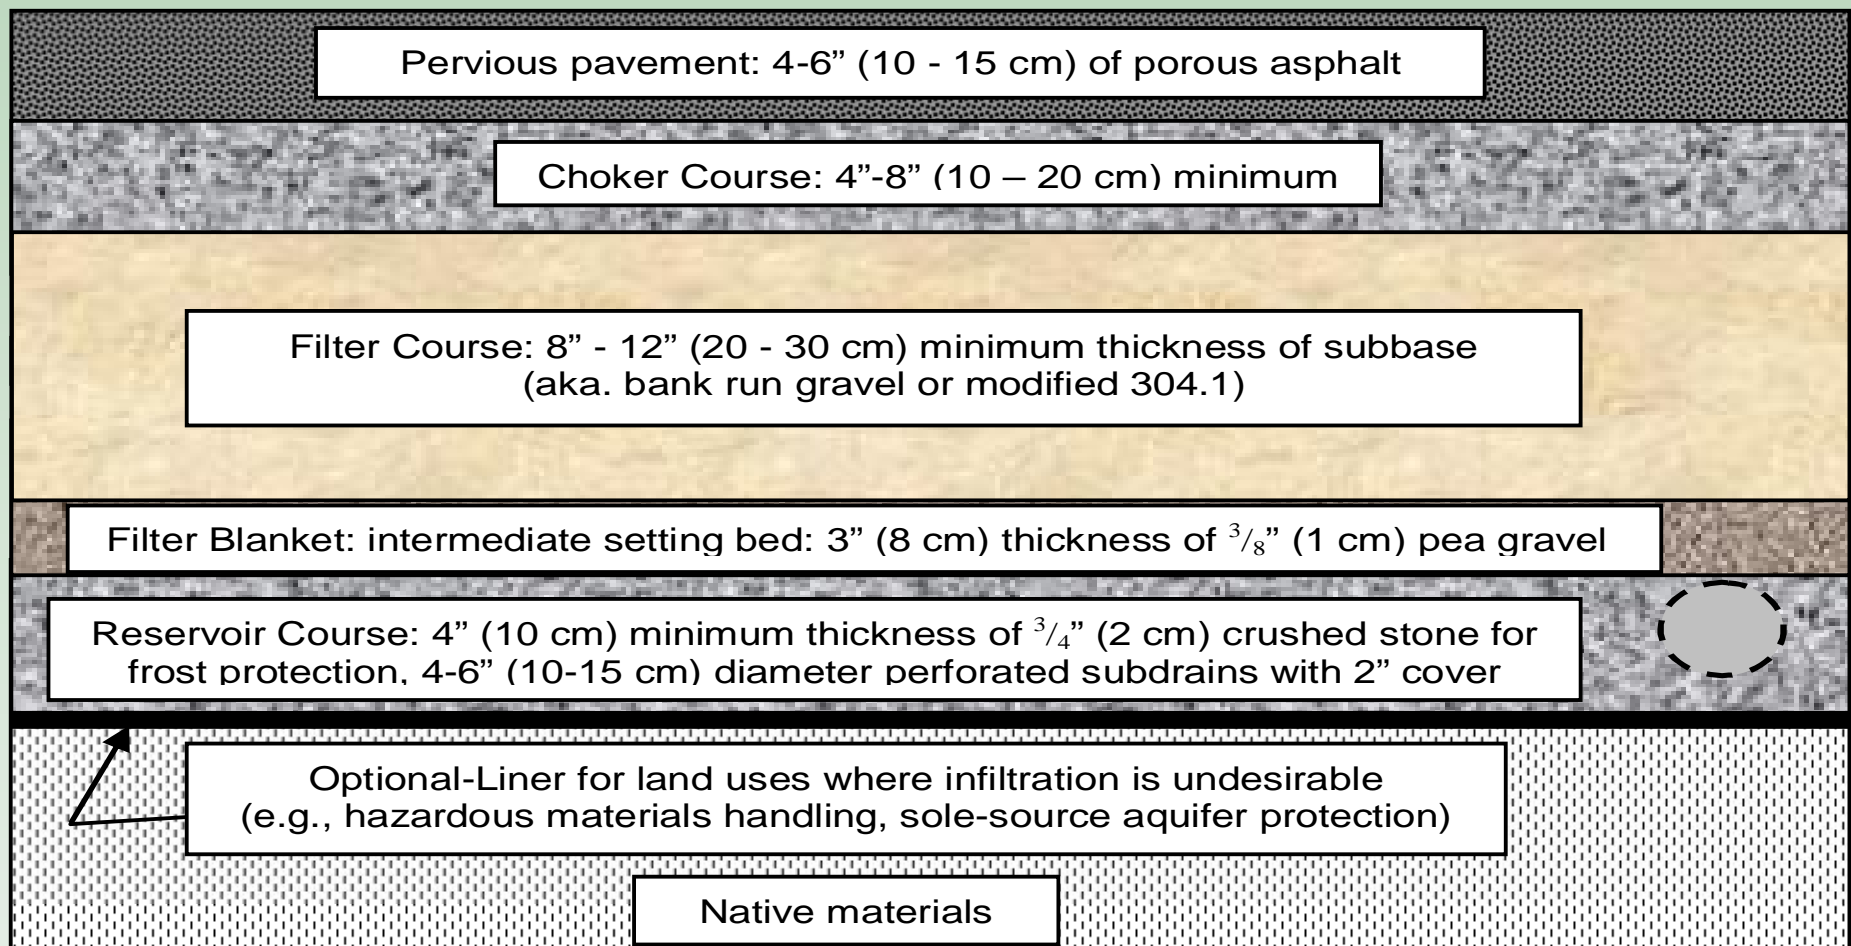 Pervious pavement: 4-6” (10 - 15 cm) of porous asphalt
Choker Course: 4”-8” (10 – 20 cm) minimum
Filter Course: 8” - 12” (20 - 30 cm) minimum thickness of subbase
(aka. bank run gravel or modified 304.1)
Filter Blanket: intermediate setting bed: 3” (8 cm) thickness of 3/8” (1 cm) pea gravel
Reservoir Course: 4” (10 cm) minimum thickness of 3/4” (2 cm) crushed stone for
frost protection, 4-6” (10-15 cm) diameter perforated subdrains with 2” cover
Optional-Liner for land uses where infiltration is undesirable
(e.g., hazardous materials handling, sole-source aquifer protection)
Native materials